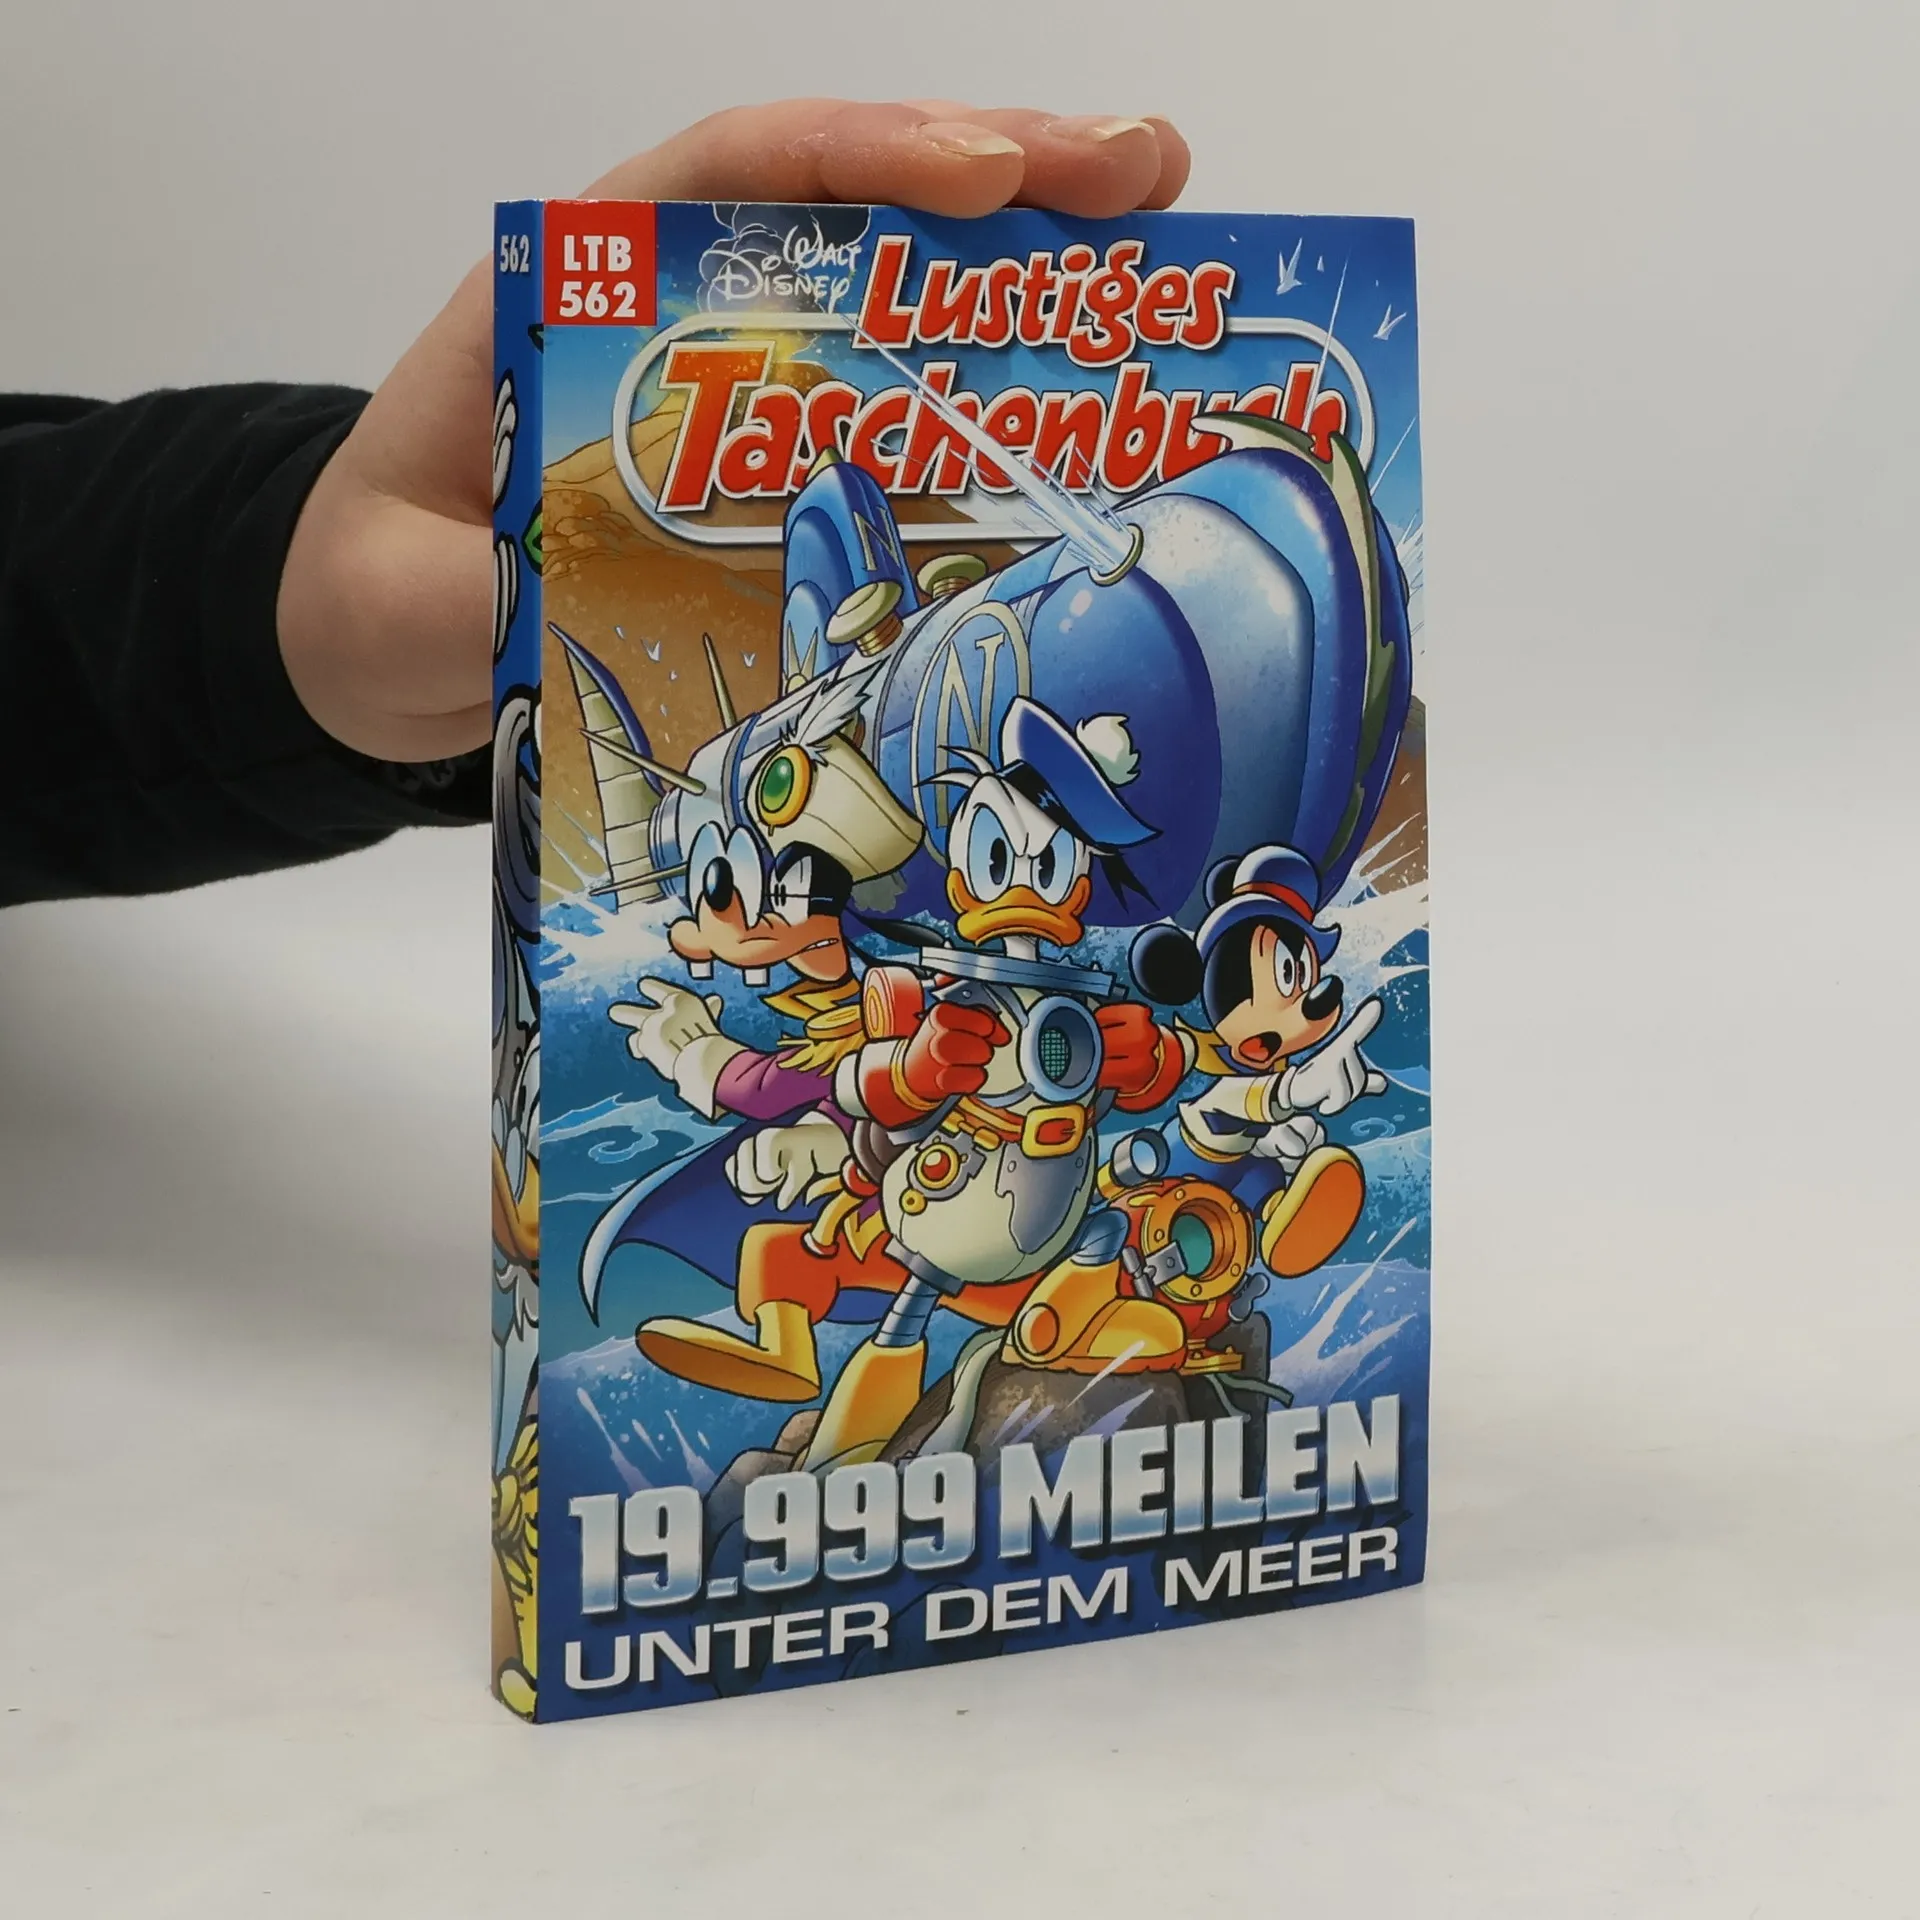 562
LTB
562
Walt
Disney
Lustiges
Taschenbuch
N
N
19.999 MEILEN
UNTER DEM MEER